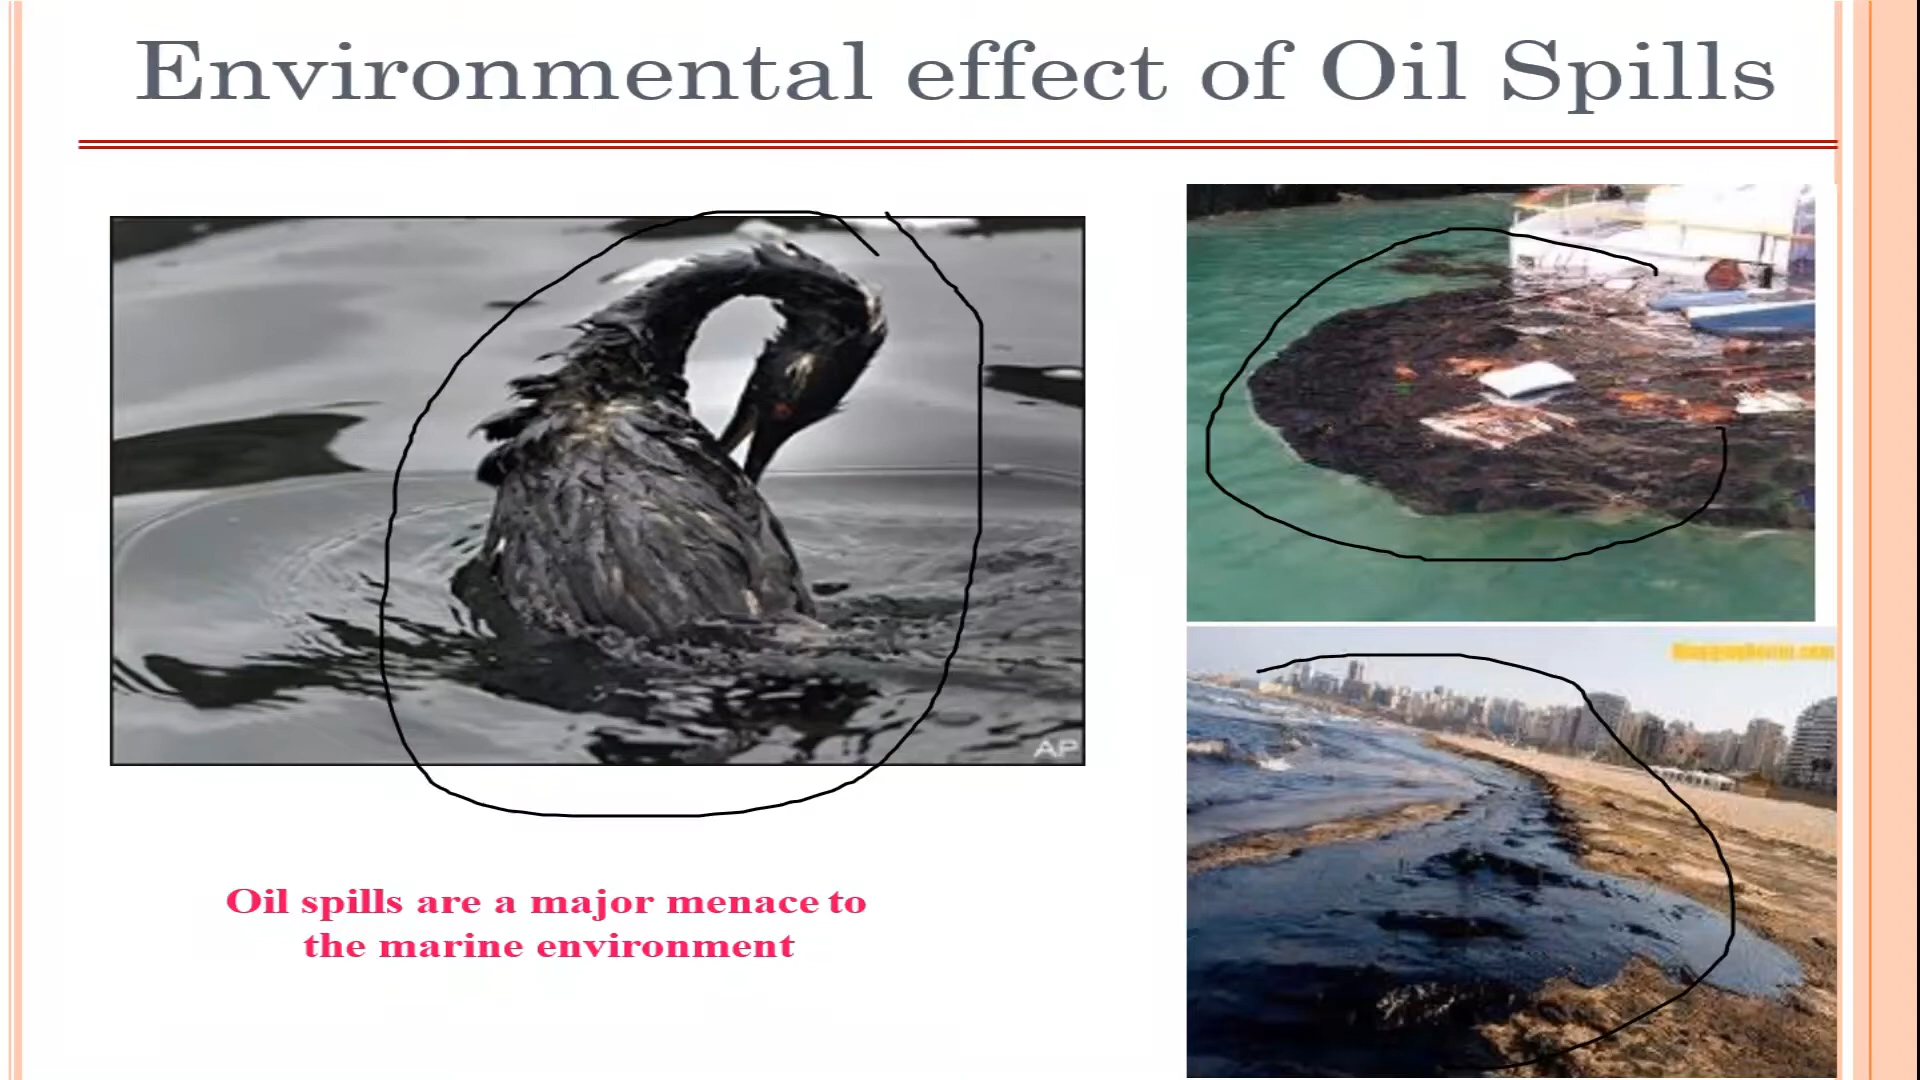 Environmental effect of Oil Spills
AP
Oil spills are a major menace to
the marine environment